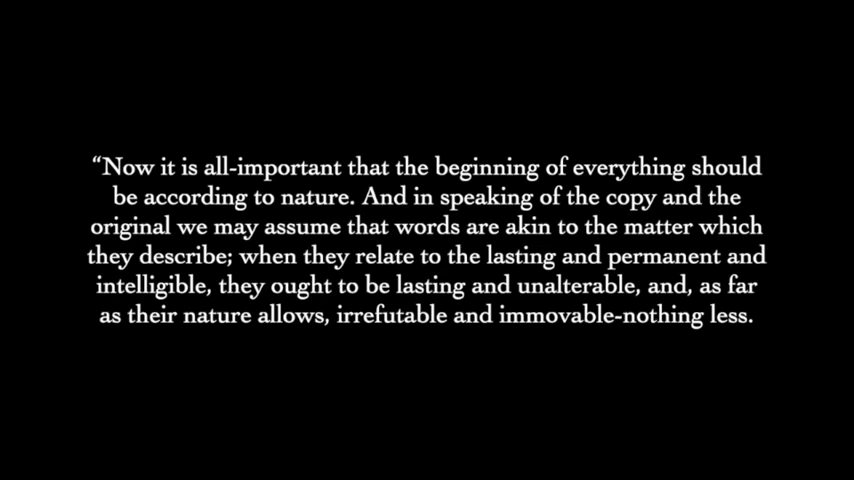 “Now it is all-important that the beginning of everything should
be according to nature. And in speaking of the copy and the
original we may assume that words are akin to the matter which
they describe; when they relate to the lasting and permanent and
intelligible, they ought to be lasting and unalterable, and, as far
as their nature allows, irrefutable and immovable-nothing less.